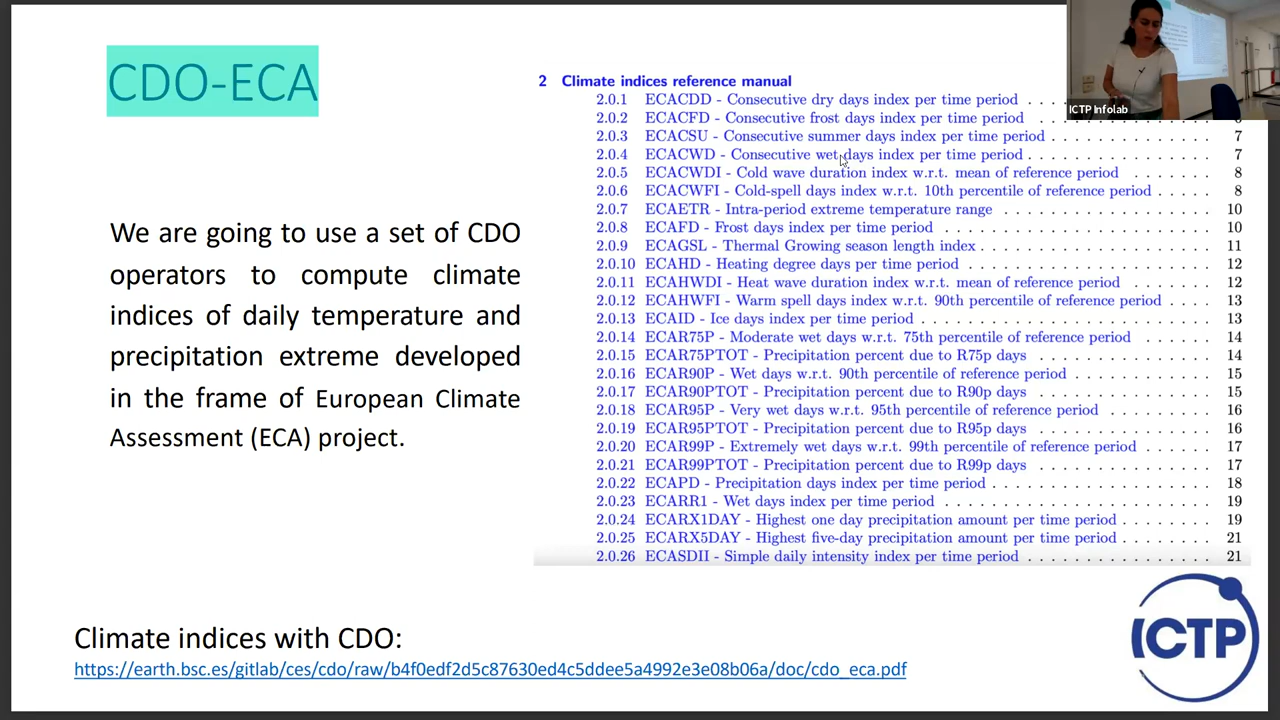 CDO-ECA
We are going to use a set of CDO
operators to compute climate
indices of daily temperature and
precipitation extreme developed
in the frame of European Climate
Assessment (ECA) project.
2 Climate indices reference manual
2.0.1 ECACDD - Consecutive dry days index per time period . . . .
2.0.2 ECACFD - Consecutive frost days index per time period . . . . . . . . . . . . . . . . 6
2.0.3 ECACSU - Consecutive summer days index per time period . . . . . . . . . . . . . . 7
2.0.4 ECACWD - Consecutive wet days index per time period . . . . . . . . . . . . . . . . 7
2.0.5 ECACWDI - Cold wave duration index w.r.t. mean of reference period . . . . . . . 8
2.0.6 ECACWFI - Cold-spell days index w.r.t. 10th percentile of reference period . . . . . 8
2.0.7 ECAETR - Intra-period extreme temperature range . . . . . . . . . . . . . . . . . . 10
2.0.8 ECAFD - Frost days index per time period . . . . . . . . . . . . . . . . . . . . . . . 10
2.0.9 ECAGSL - Thermal Growing season length index . . . . . . . . . . . . . . . . . . . . 11
2.0.10 ECAHD - Heating degree days per time period . . . . . . . . . . . . . . . . . . . . . 12
2.0.11 ECAHWDI - Heat wave duration index w.r.t. mean of reference period . . . . . . . 12
2.0.12 ECAHWFI - Warm spell days index w.r.t. 90th percentile of reference period . . . . 13
2.0.13 ECAID - Ice days index per time period . . . . . . . . . . . . . . . . . . . . . . . . 13
2.0.14 ECAR75P - Moderate wet days w.r.t. 75th percentile of reference period . . . . . . 14
2.0.15 ECAR75PTOT - Precipitation percent due to R75p days . . . . . . . . . . . . . . . 14
2.0.16 ECAR90P - Wet days w.r.t. 90th percentile of reference period . . . . . . . . . . . . 15
2.0.17 ECAR90PTOT - Precipitation percent due to R90p days . . . . . . . . . . . . . . . 15
2.0.18 ECAR95P - Very wet days w.r.t. 95th percentile of reference period . . . . . . . . . 16
2.0.19 ECAR95PTOT - Precipitation percent due to R95p days . . . . . . . . . . . . . . . 16
2.0.20 ECAR99P - Extremely wet days w.r.t. 99th percentile of reference period . . . . . . 17
2.0.21 ECAR99PTOT - Precipitation percent due to R99p days . . . . . . . . . . . . . . . 17
2.0.22 ECAPD - Precipitation days index per time period . . . . . . . . . . . . . . . . . . . 18
2.0.23 ECARR1 - Wet days index per time period . . . . . . . . . . . . . . . . . . . . . . . 19
2.0.24 ECARX1DAY - Highest one day precipitation amount per time period . . . . . . . . 19
2.0.25 ECARX5DAY - Highest five-day precipitation amount per time period . . . . . . . . 21
2.0.26 ECASDII - Simple daily intensity index per time period . . . . . . . . . . . . . . . . 21
ICTP Infolab
Climate indices with CDO:
https://earth.bsc.es/gitlab/ces/cdo/raw/b4f0edf2d5c87630ed4c5ddee5a4992e3e08b06a/doc/cdo_eca.pdf
ICTP